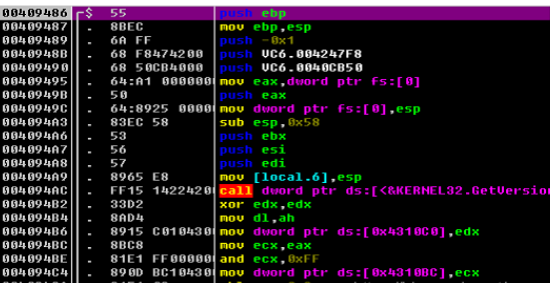 00409486 $ 55 push ebp
00409487 . 8BEC mov ebp,esp
00409489 . 6A FF push -0x1
0040948B . 68 F8474200 push VC6.004247F8
00409490 . 68 50CB4000 push VC6.0040CB50
00409495 . 64:A1 0000000 mov eax,dword ptr fs:[0]
0040949B . 50 push eax
0040949C . 64:8925 0000 mov dword ptr fs:[0],esp
004094A3 . 83EC 58 sub esp,0x58
004094A6 . 53 push ebx
004094A7 . 56 push esi
004094A8 . 57 push edi
004094A9 . 8965 E8 mov [local.6],esp
004094AC . FF15 14224200 call dword ptr ds:[<&KERNEL32.GetVersion
004094B2 . 33D2 xor edx,edx
004094B4 . 8AD4 mov dl,ah
004094B6 . 8915 C0104300 mov dword ptr ds:[0x4310C0],edx
004094BC . 8BC8 mov ecx,eax
004094BE . 81E1 FF000000 and ecx,0xFF
004094C4 . 890D BC104300 mov dword ptr ds:[0x4310BC],ecx